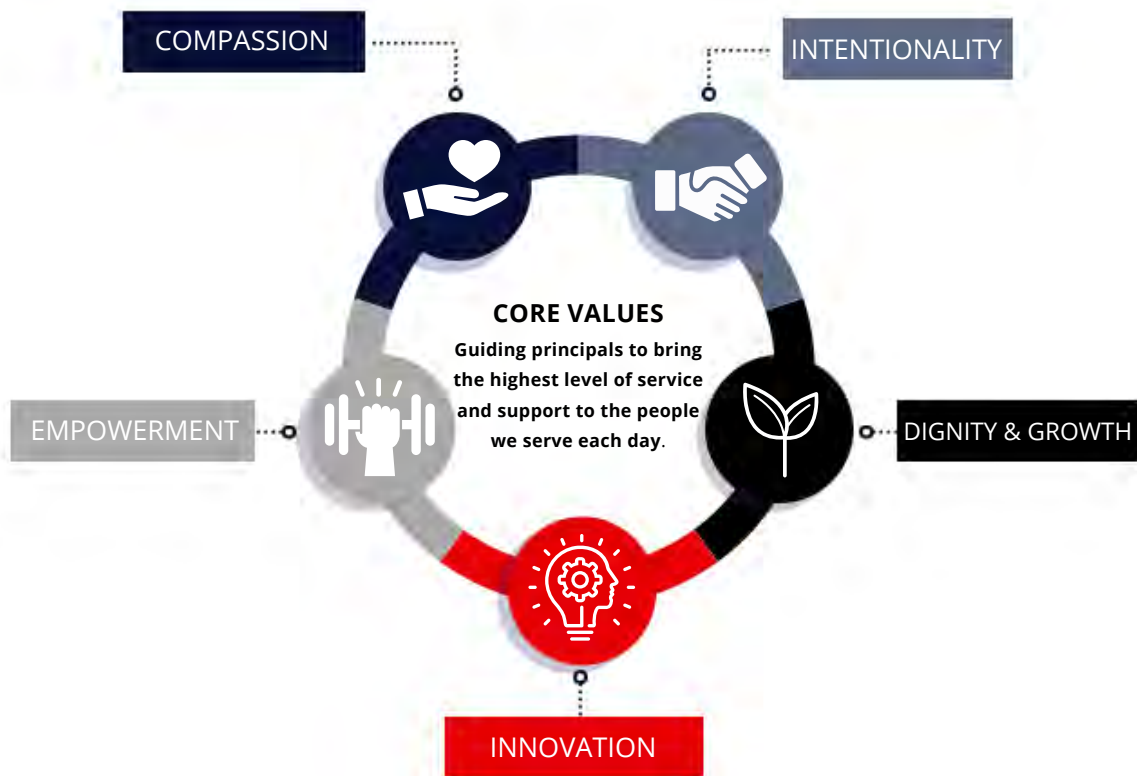 COMPASSION
INTENTIONALITY
CORE VALUES
Guiding principals to bring
the highest level of service
and support to the people
we serve each day.
EMPOWERMENT
DIGNITY & GROWTH
INNOVATION